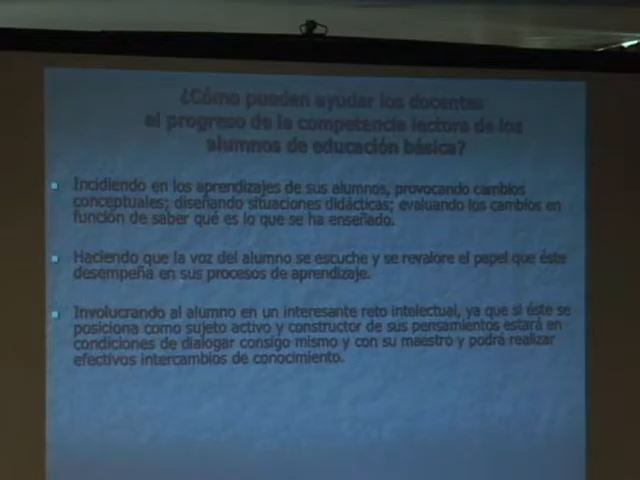 ¿Cómo pueden ayudar los docentes
al progreso de la competencia lectora de los
alumnos de educación básica?
Incidiendo en los aprendizajes de sus alumnos, provocando cambios
conceptuales; diseñando situaciones didácticas; evaluando los cambios en
función de saber qué es lo que se ha enseñado.
Haciendo que la voz del alumno se escuche y se revalore el papel que éste
desempeña en sus procesos de aprendizaje.
Involucrando al alumno en un interesante reto intelectual, ya que si éste se
posiciona como sujeto activo y constructor de sus pensamientos estará en
condiciones de dialogar consigo mismo y con su maestro y podrá realizar
efectivos intercambios de conocimiento.